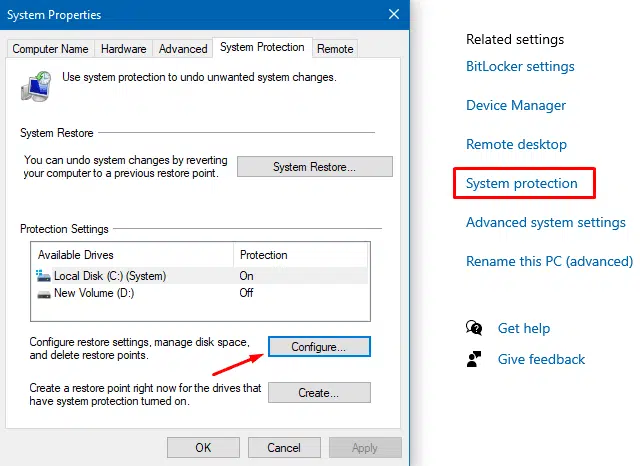 System Properties
Computer Name
Hardware
Advanced
System Protection
Remote
Use system protection to undo unwanted system changes.
System Restore
You can undo system changes by reverting
your computer to a previous restore point.
System Restore...
Protection Settings
Available Drives
Protection
Local Disk (C:) (System)
On
New Volume (D:)
Off
Configure restore settings, manage disk space,
and delete restore points.
Configure...
Create a restore point right now for the drives that
have system protection turned on.
Create...
OK
Cancel
Apply
Related settings
BitLocker settings
Device Manager
Remote desktop
System protection
Advanced system settings
Rename this PC (advanced)
Get help
Give feedback